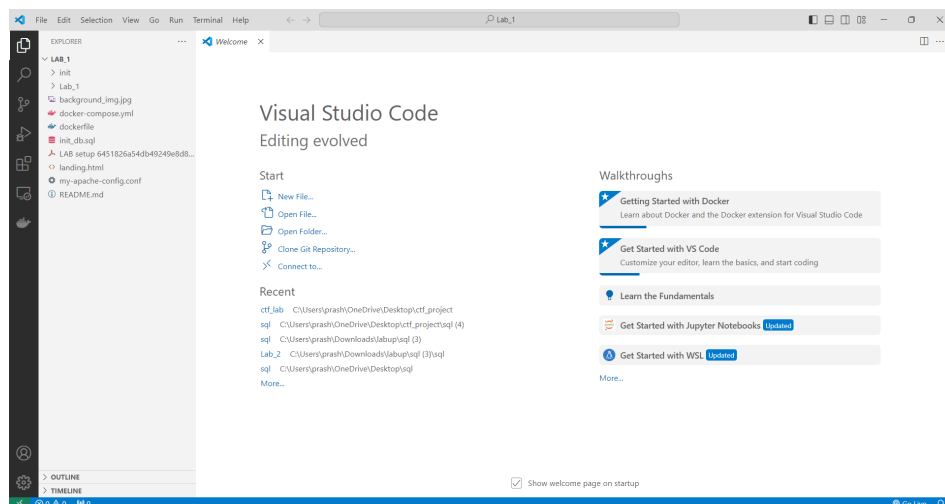 File Edit Selection View Go Run Terminal Help
Lab_1
EXPLORER
Welcome
LAB_1
init
Lab_1
background_img.jpg
docker-compose.yml
dockerfile
init_db.sql
LAB setup 6451826a54db49249e8d8...
landing.html
my-apache-config.conf
README.md
OUTLINE
TIMELINE
Visual Studio Code
Editing evolved
Start
New File...
Open File...
Open Folder...
Clone Git Repository...
Connect to...
Recent
ctf_lab C:\Users\prash\OneDrive\Desktop\ctf_project
sql C:\Users\prash\OneDrive\Desktop\ctf_project\sql (4)
sql C:\Users\prash\Downloads\labup\sql (3)
Lab_2 C:\Users\prash\Downloads\labup\sql (3)\sql
sql C:\Users\prash\OneDrive\Desktop\sql
More...
Walkthroughs
Getting Started with Docker
Learn about Docker and the Docker extension for Visual Studio Code
Get Started with VS Code
Customize your editor, learn the basics, and start coding
Learn the Fundamentals
Get Started with Jupyter Notebooks Updated
Get Started with WSL Updated
More...
Show welcome page on startup
0 0 0 Go Live